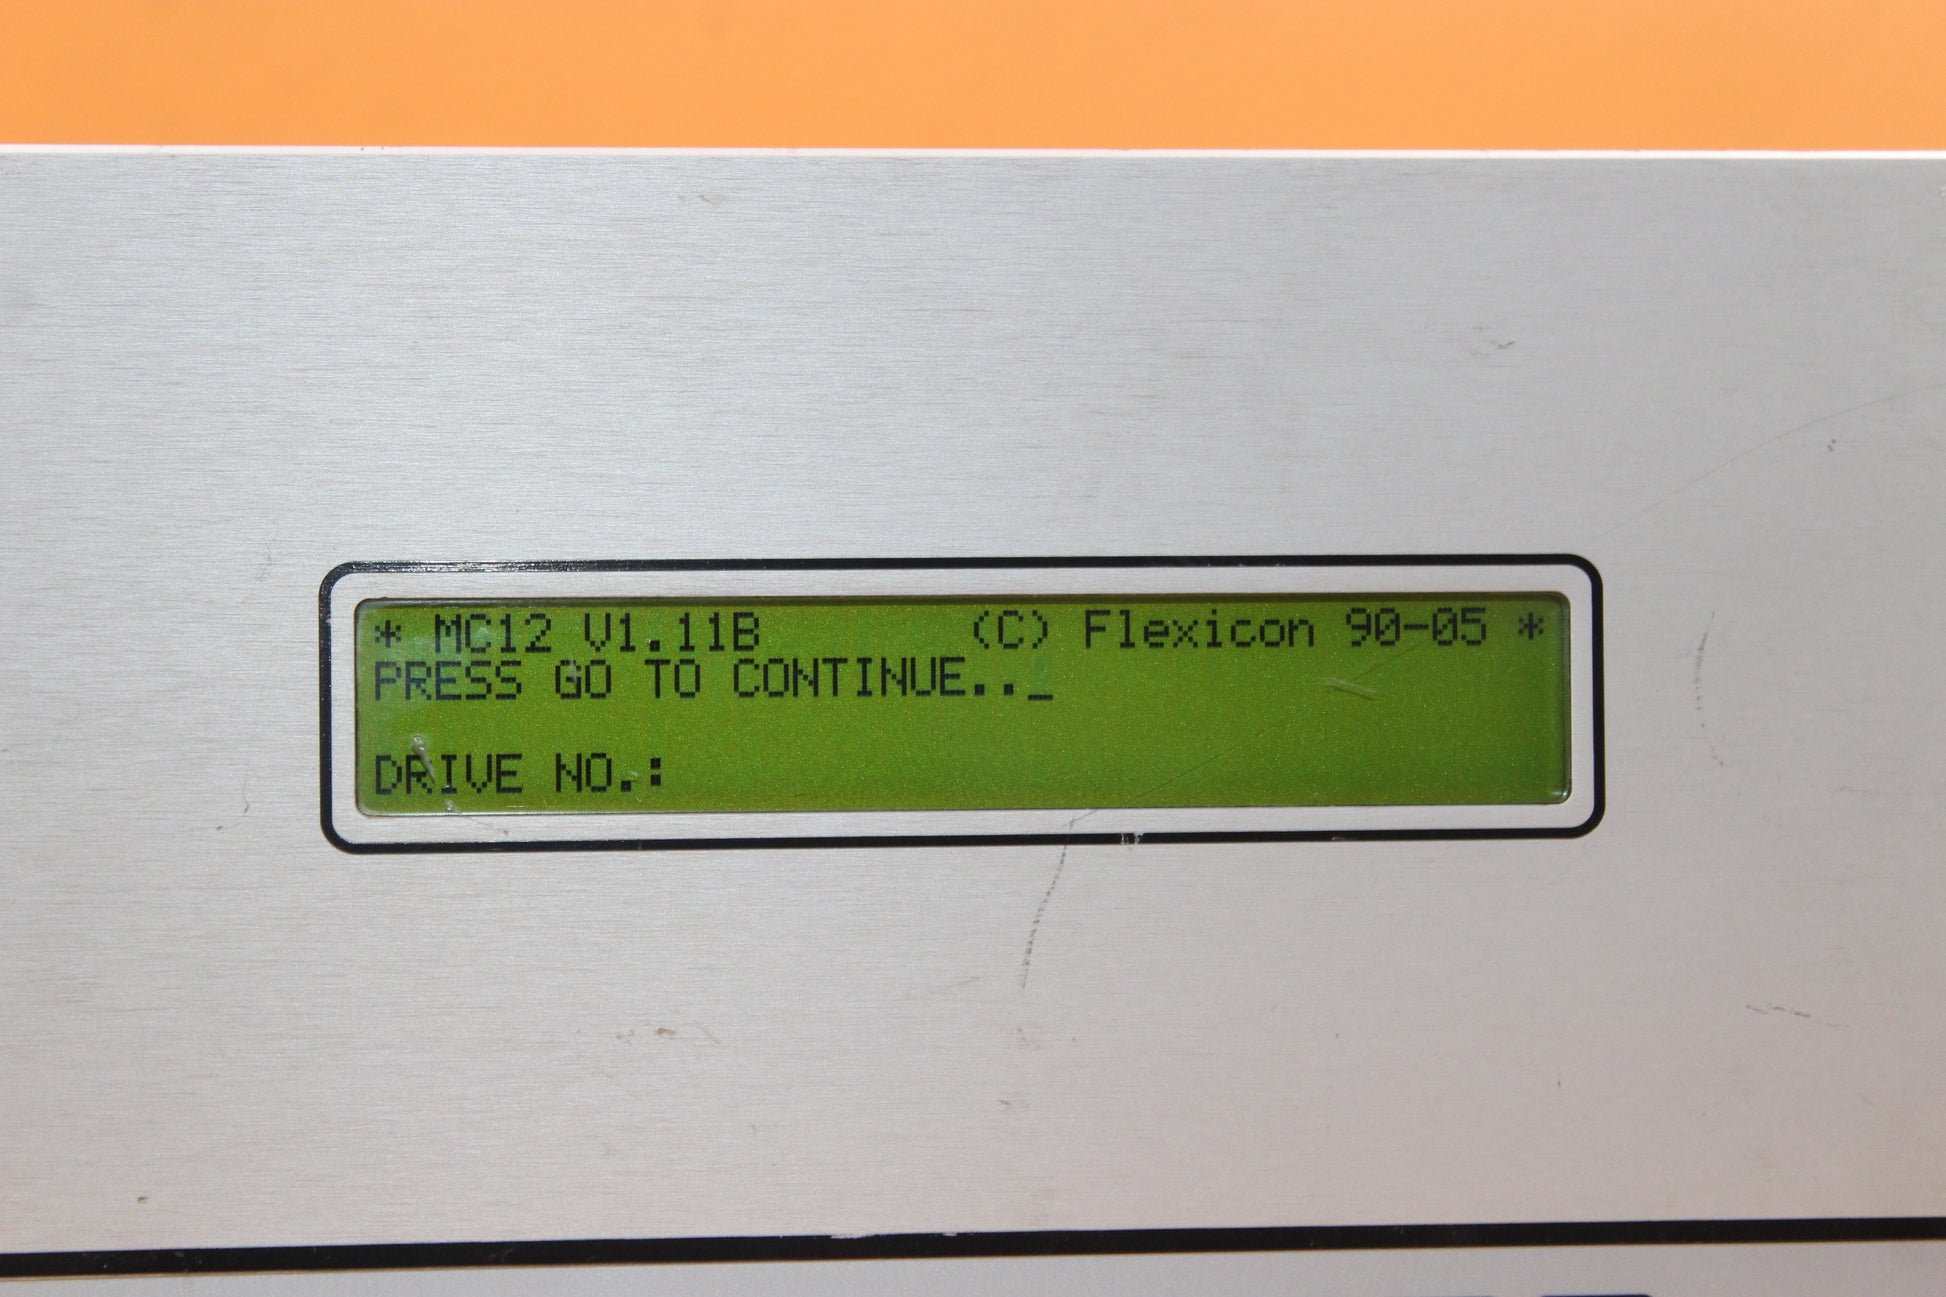 * MC12 V1.11B (C) Flexicon 90-05 *
PRESS GO TO CONTINUE.._
DRIVE NO.: